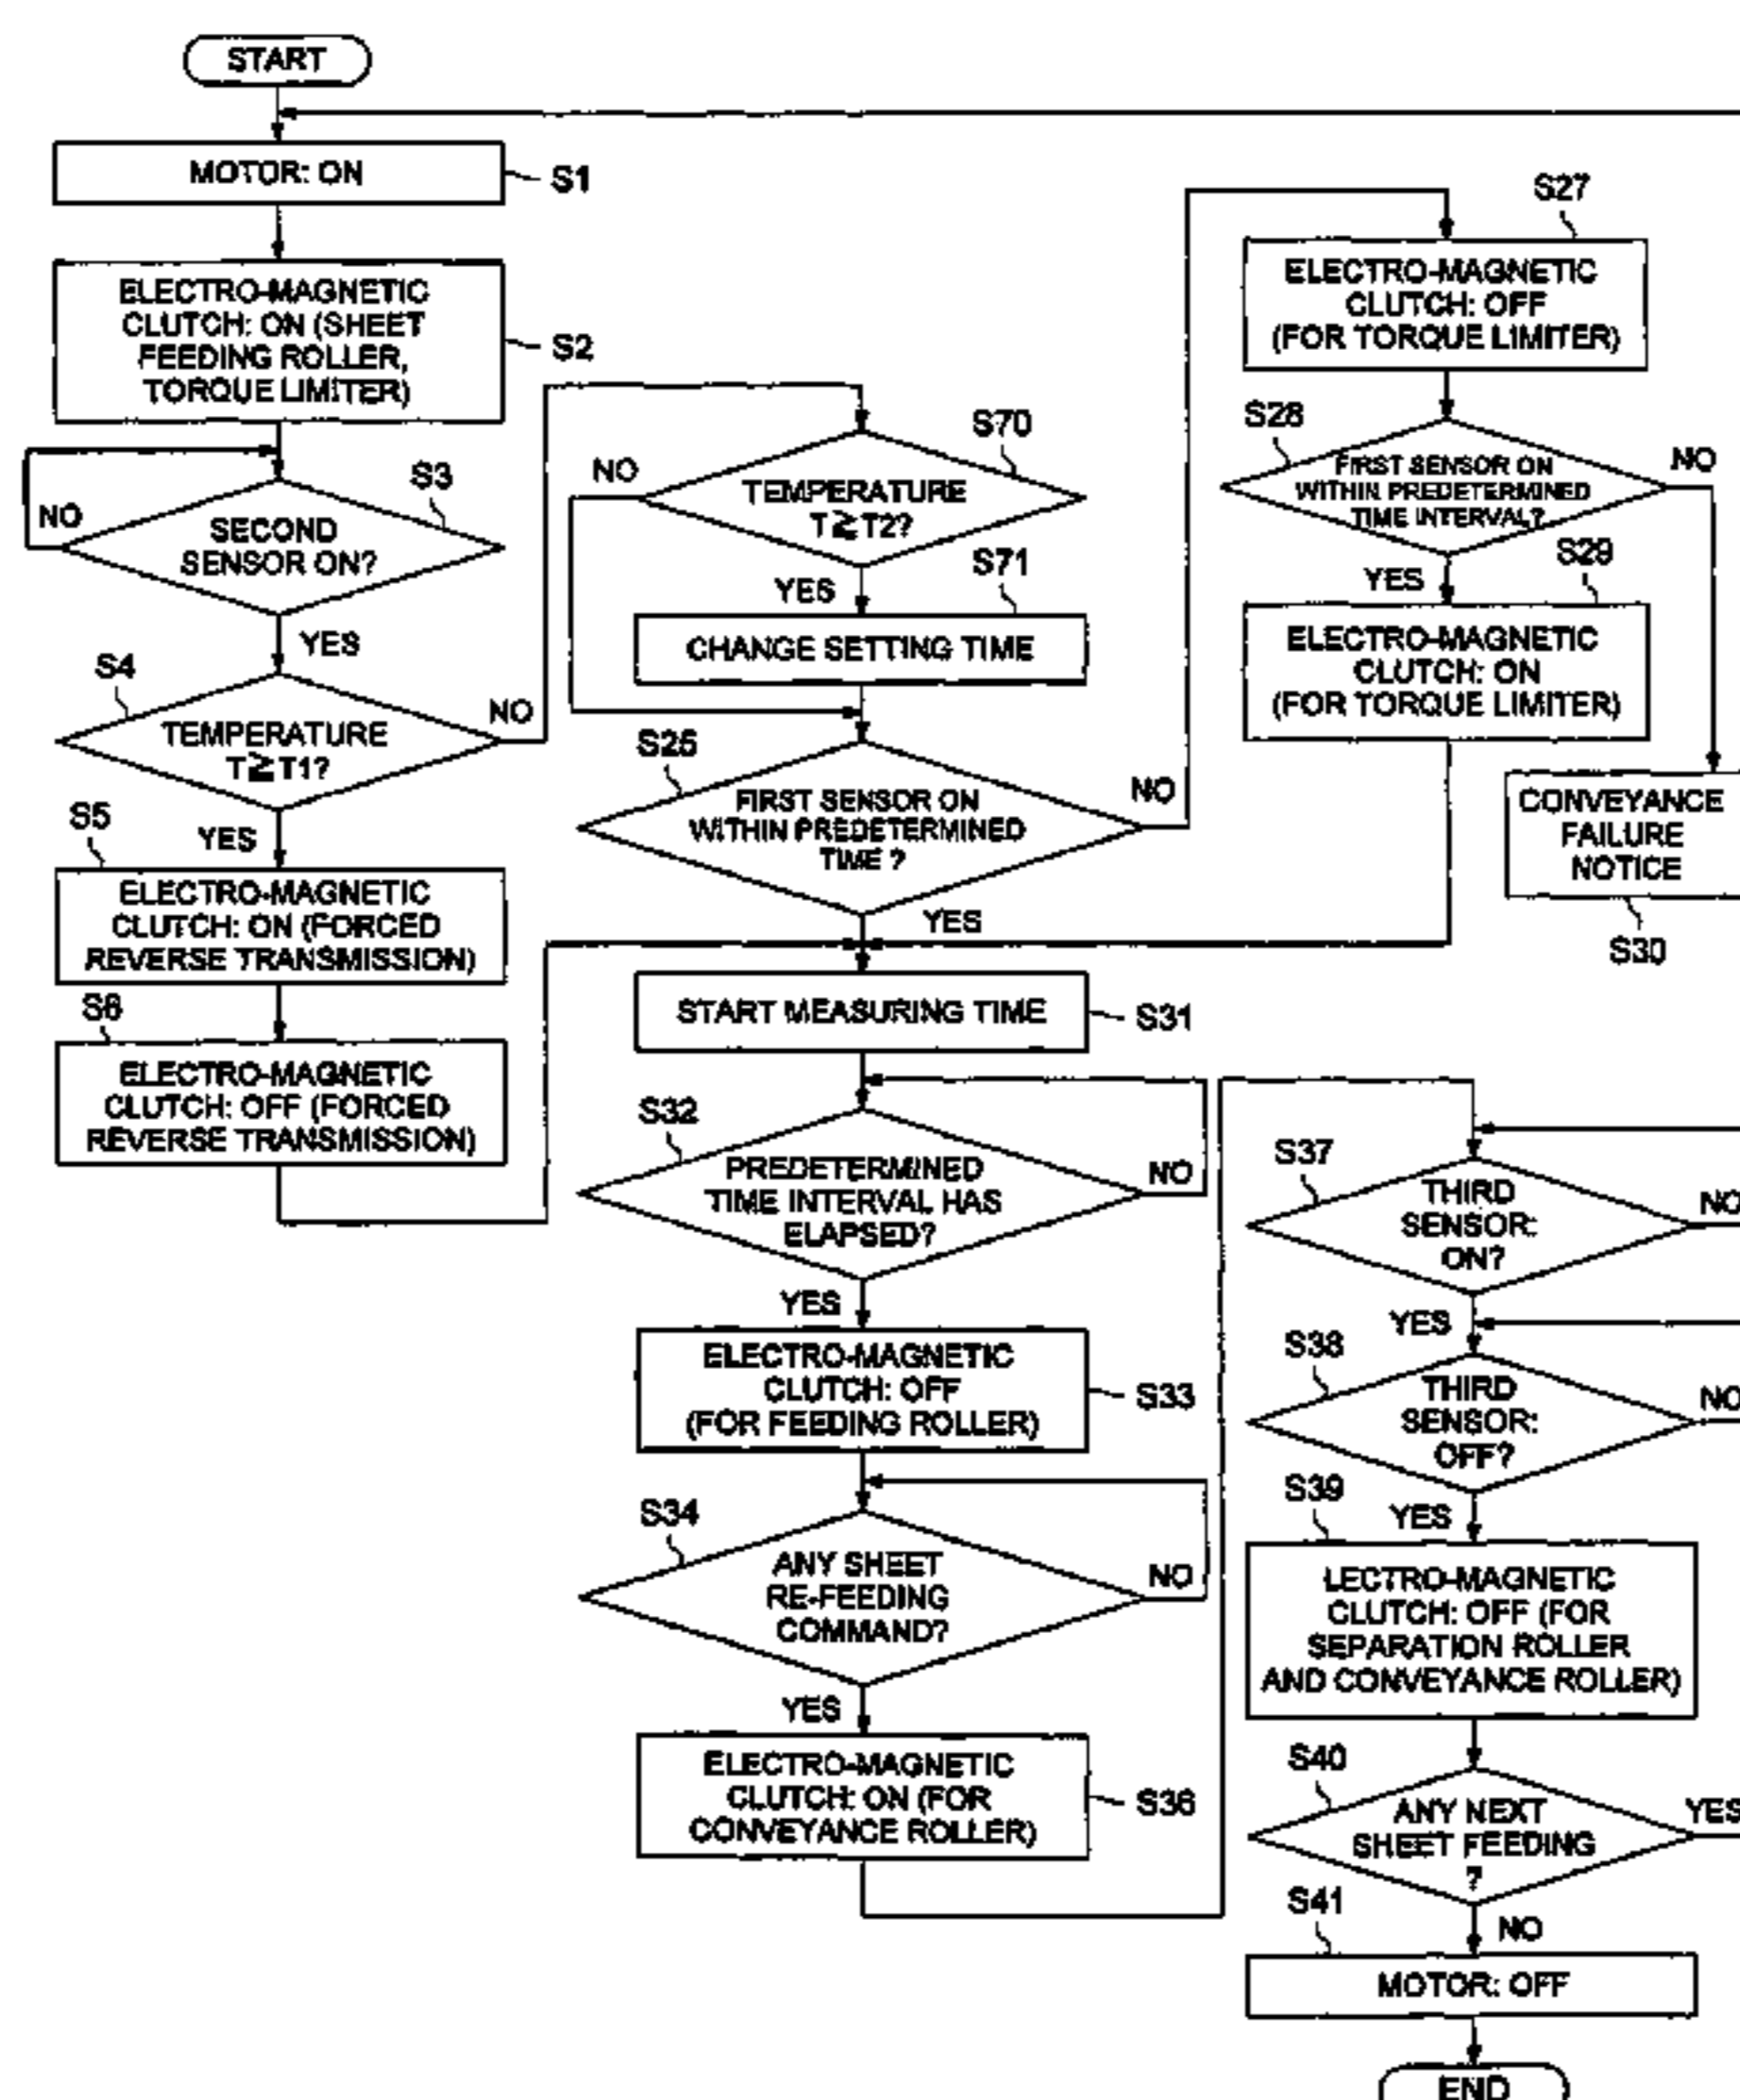 START
MOTOR: ON
S1
ELECTRO-MAGNETIC
CLUTCH: ON (SHEET
FEEDING ROLLER,
TORQUE LIMITER)
S2
S3
NO
SECOND
SENSOR ON?
YES
S4
TEMPERATURE
T≧T1?
NO
YES
S5
ELECTRO-MAGNETIC
CLUTCH: ON (FORCED
REVERSE TRANSMISSION)
S6
ELECTRO-MAGNETIC
CLUTCH: OFF (FORCED
REVERSE TRANSMISSION)
S70
NO
TEMPERATURE
T≧T2?
YES
S71
CHANGE SETTING TIME
S25
FIRST SENSOR ON
WITHIN PREDETERMINED
TIME ?
NO
YES
S27
ELECTRO-MAGNETIC
CLUTCH: OFF
(FOR TORQUE LIMITER)
S28
FIRST SENSOR ON
WITHIN PREDETERMINED
TIME INTERVAL?
NO
YES
S29
ELECTRO-MAGNETIC
CLUTCH: ON
(FOR TORQUE LIMITER)
CONVEYANCE
FAILURE
NOTICE
S30
START MEASURING TIME
S31
S32
PREDETERMINED
TIME INTERVAL HAS
ELAPSED?
NO
YES
ELECTRO-MAGNETIC
CLUTCH: OFF
(FOR FEEDING ROLLER)
S33
S34
ANY SHEET
RE-FEEDING
COMMAND?
NO
YES
ELECTRO-MAGNETIC
CLUTCH: ON (FOR
CONVEYANCE ROLLER)
S36
S37
THIRD
SENSOR:
ON?
NO
YES
S38
THIRD
SENSOR:
OFF?
NO
YES
S39
LECTRO-MAGNETIC
CLUTCH: OFF (FOR
SEPARATION ROLLER
AND CONVEYANCE ROLLER)
S40
ANY NEXT
SHEET FEEDING
?
YES
NO
S41
MOTOR: OFF
END